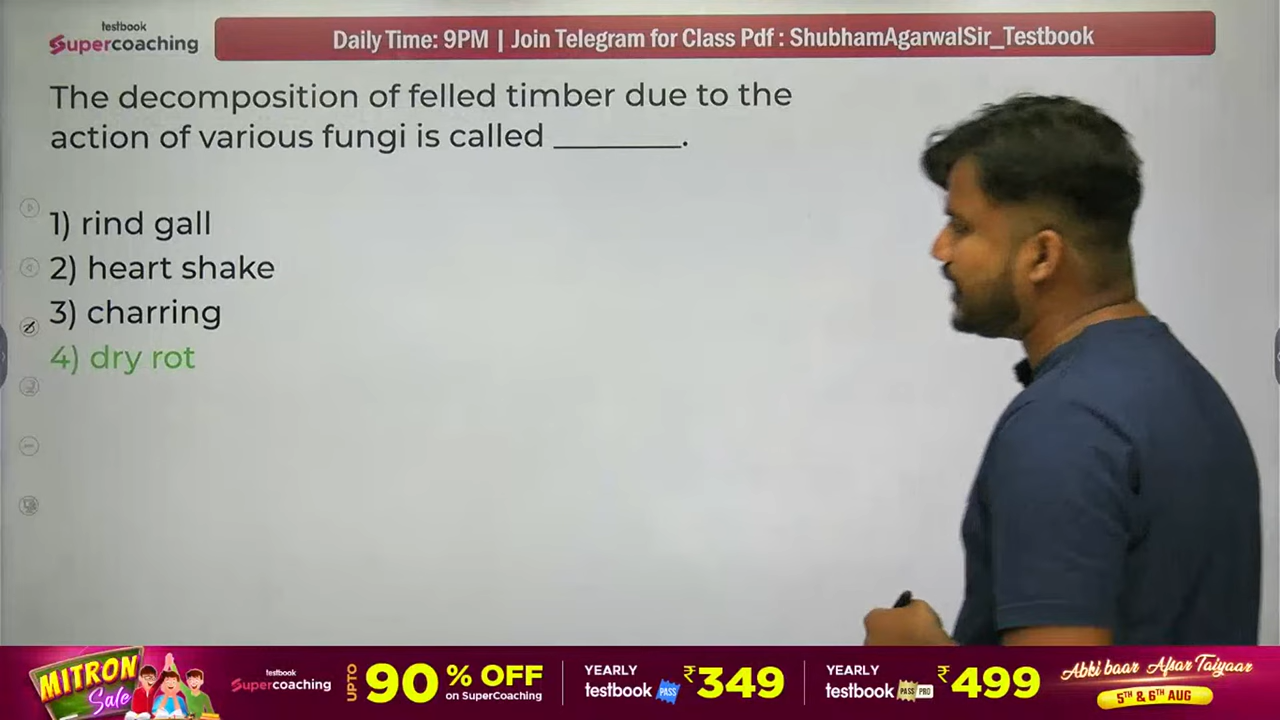 testbook
Supercoaching
Daily Time: 9PM | Join Telegram for Class Pdf : ShubhamAgarwalSir_Testbook
The decomposition of felled timber due to the
action of various fungi is called ________.
1) rind gall
2) heart shake
3) charring
4) dry rot
MITRON
Sale
testbook
Supercoaching
UPTO
90 % OFF
on SuperCoaching
YEARLY
testbook PASS
₹349
YEARLY
testbook PASS PRO
₹499
Abki baar Afsar Taiyaar
5TH & 6TH AUG